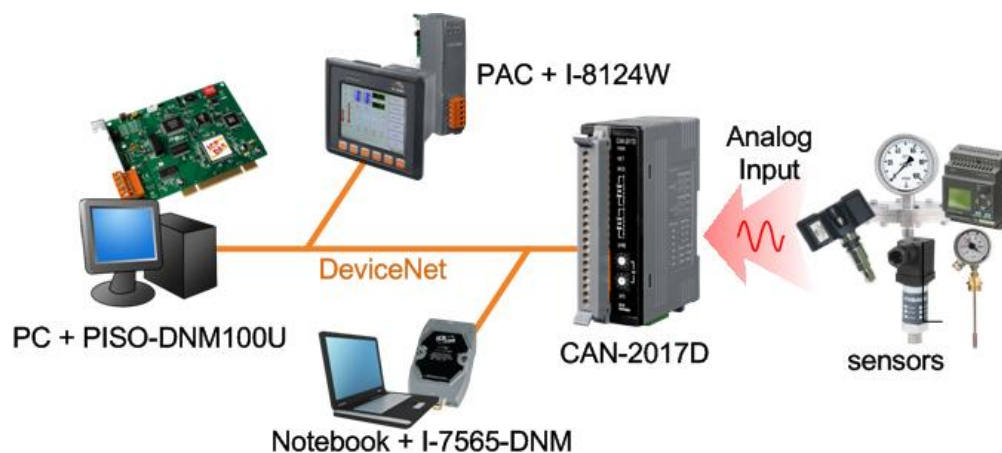 PAC + I-8124W
Analog
Input
DeviceNet
PC + PISO-DNM100U
CAN-2017D
sensors
Notebook + I-7565-DNM